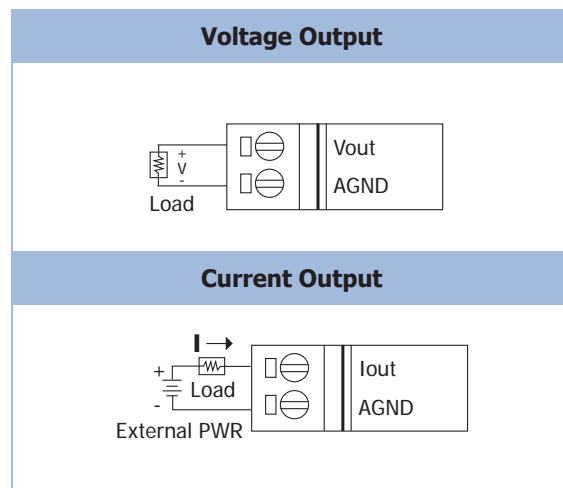 Voltage Output
+
V
-
Load
Vout
AGND
Current Output
I
+
-
Load
External PWR
Iout
AGND